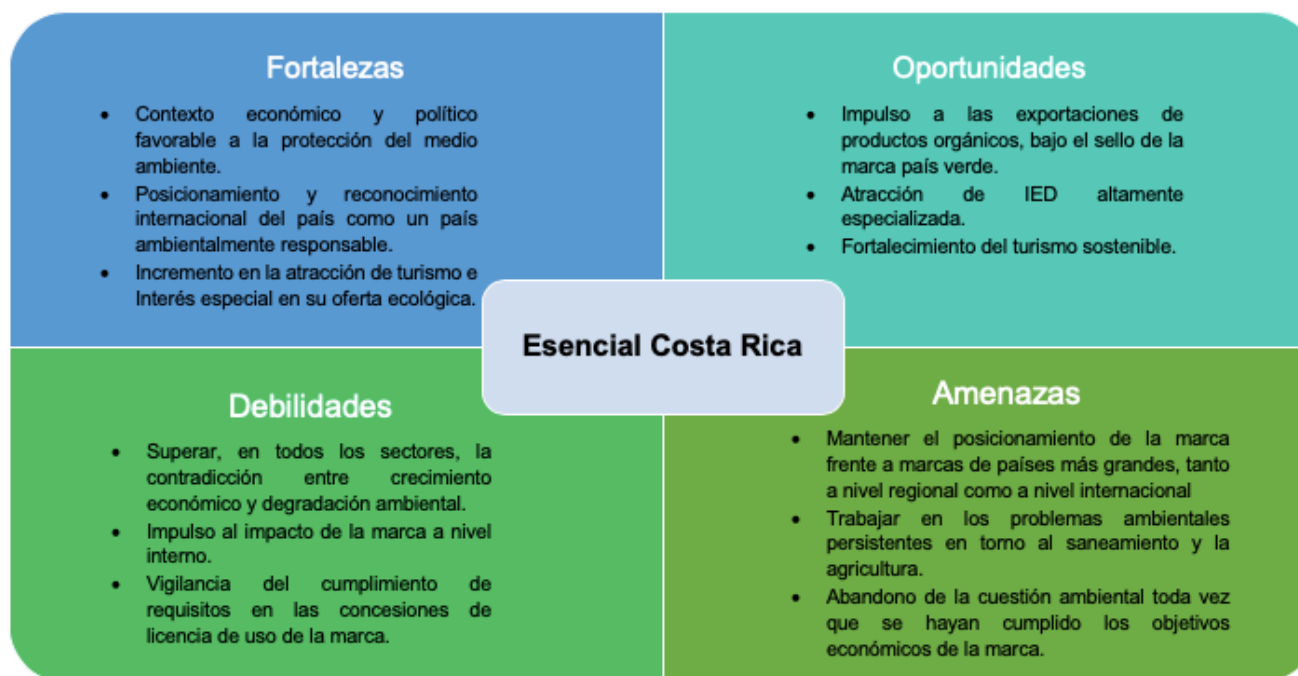 Fortalezas
• Contexto económico y político
favorable a la protección del medio
ambiente.
• Posicionamiento y reconocimiento
internacional del país como un país
ambientalmente responsable.
• Incremento en la atracción de turismo e
Interés especial en su oferta ecológica.
Oportunidades
• Impulso a las exportaciones de
productos orgánicos, bajo el sello de la
marca país verde.
• Atracción de IED altamente
especializada.
• Fortalecimiento del turismo sostenible.
Esencial Costa Rica
Debilidades
• Superar, en todos los sectores, la
contradicción entre crecimiento
económico y degradación ambiental.
• Impulso al impacto de la marca a nivel
interno.
• Vigilancia del cumplimiento de
requisitos en las concesiones de
licencia de uso de la marca.
Amenazas
• Mantener el posicionamiento de la marca
frente a marcas de países más grandes, tanto
a nivel regional como a nivel internacional
• Trabajar en los problemas ambientales
persistentes en torno al saneamiento y la
agricultura.
• Abandono de la cuestión ambiental toda vez
que se hayan cumplido los objetivos
económicos de la marca.